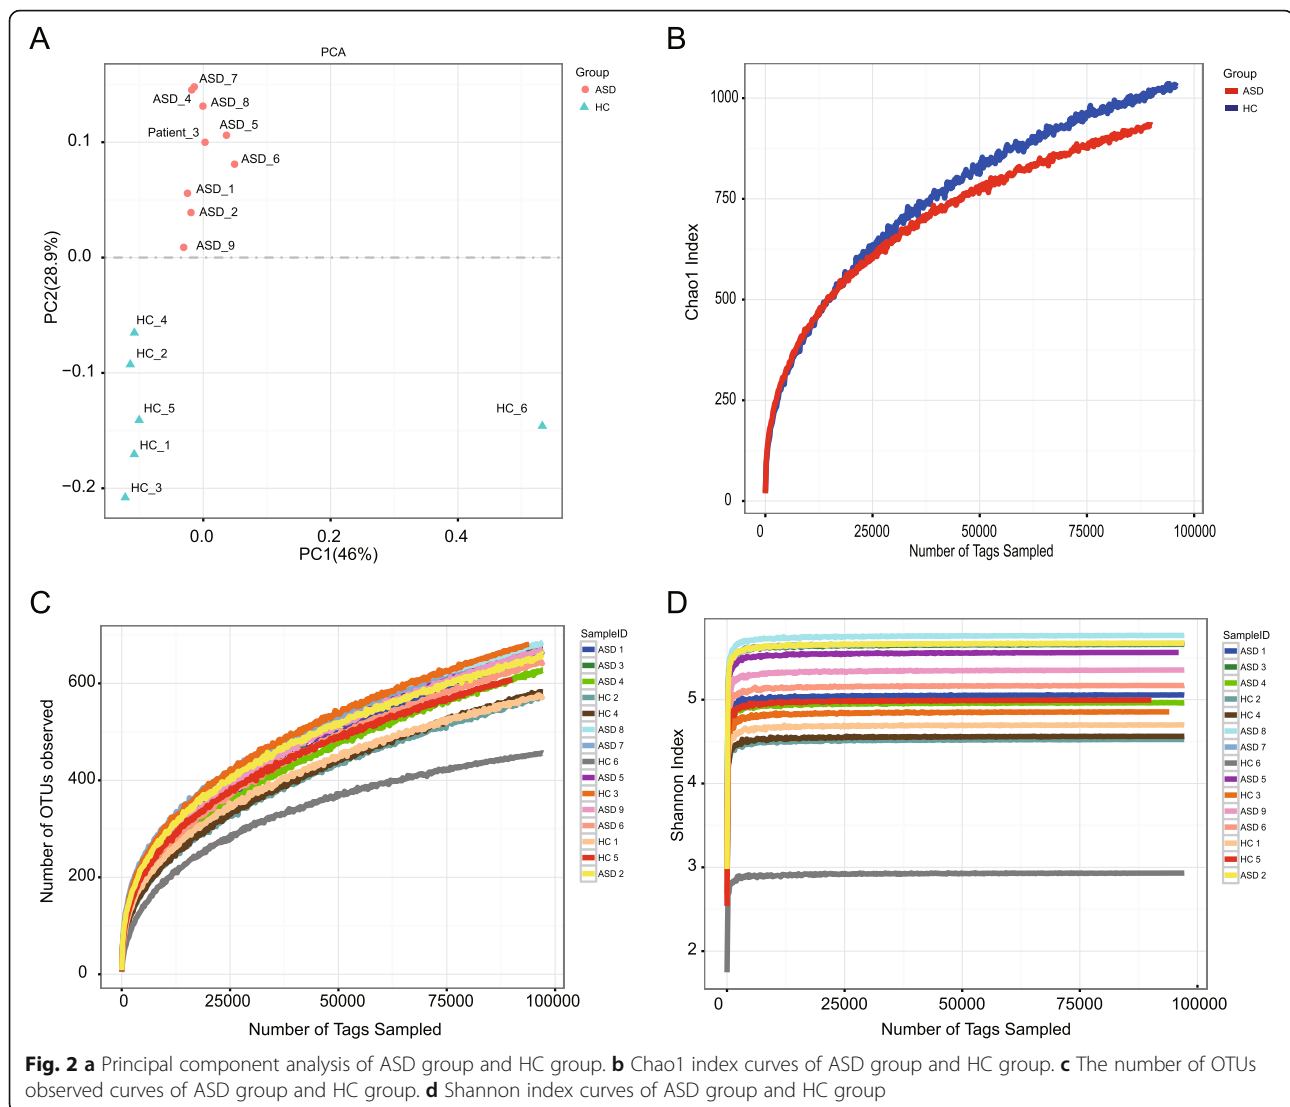 A
PCA
0.1
0.0
−0.1
−0.2
PC2(28.9%)
ASD_7
ASD_4
ASD_8
Patient_3
ASD_5
ASD_6
ASD_1
ASD_2
ASD_9
HC_4
HC_2
HC_5
HC_1
HC_3
HC_6
0.0
0.2
0.4
PC1(46%)
Group
ASD
HC
B
1000
750
500
250
0
Chao1 Index
0
25000
50000
75000
100000
Number of Tags Sampled
Group
ASD
HC
C
600
400
200
0
Number of OTUs observed
0
25000
50000
75000
100000
Number of Tags Sampled
SampleID
ASD 1
ASD 3
ASD 4
HC 2
HC 4
ASD 8
ASD 7
HC 6
ASD 5
HC 3
ASD 9
ASD 6
HC 1
HC 5
ASD 2
D
5
4
3
2
Shannon Index
0
25000
50000
75000
100000
Number of Tags Sampled
SampleID
ASD 1
ASD 3
ASD 4
HC 2
HC 4
ASD 8
ASD 7
HC 6
ASD 5
HC 3
ASD 9
ASD 6
HC 1
HC 5
ASD 2
Fig. 2 a Principal component analysis of ASD group and HC group. b Chao1 index curves of ASD group and HC group. c The number of OTUs
observed curves of ASD group and HC group. d Shannon index curves of ASD group and HC group